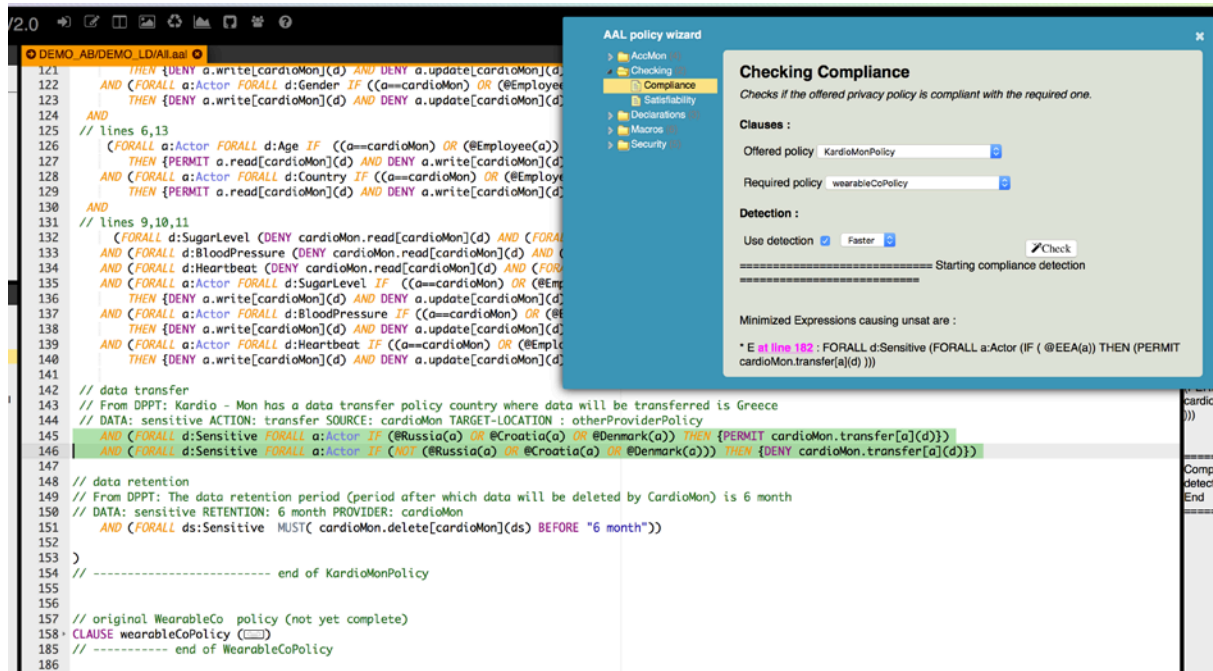 /2.0
DEMO_AB/DEMO_LD/All.aal
121 THEN {DENY a.write[cardioMon](d) AND DENY a.update[cardioMon](d)
122 AND (FORALL a:Actor FORALL d:Gender IF ((a==cardioMon) OR (@Employee
123 THEN {DENY a.write[cardioMon](d) AND DENY a.update[cardioMon](d)
124 AND
125 // lines 6,13
126 (FORALL a:Actor FORALL d:Age IF ((a==cardioMon) OR (@Employee(a))
127 THEN {PERMIT a.read[cardioMon](d) AND DENY a.write[cardioMon](d)
128 AND (FORALL a:Actor FORALL d:Country IF ((a==cardioMon) OR (@Employe
129 THEN {PERMIT a.read[cardioMon](d) AND DENY a.write[cardioMon](d)
130 AND
131 // lines 9,10,11
132 (FORALL d:SugarLevel (DENY cardioMon.read[cardioMon](d) AND (FORA
133 AND (FORALL d:BloodPressure (DENY cardioMon.read[cardioMon](d) AND (
134 AND (FORALL d:Heartbeat (DENY cardioMon.read[cardioMon](d) AND (FOR
135 AND (FORALL a:Actor FORALL d:SugarLevel IF ((a==cardioMon) OR (@Emp
136 THEN {DENY a.write[cardioMon](d) AND DENY a.update[cardioMon](d)
137 AND (FORALL a:Actor FORALL d:BloodPressure IF ((a==cardioMon) OR (@E
138 THEN {DENY a.write[cardioMon](d) AND DENY a.update[cardioMon](d)
139 AND (FORALL a:Actor FORALL d:Heartbeat IF ((a==cardioMon) OR (@Emplo
140 THEN {DENY a.write[cardioMon](d) AND DENY a.update[cardioMon](d)
141
142 // data transfer
143 // From DPPT: Kardio - Mon has a data transfer policy country where data will be transferred is Greece
144 // DATA: sensitive ACTION: transfer SOURCE: cardioMon TARGET-LOCATION : otherProviderPolicy
145 AND (FORALL d:Sensitive FORALL a:Actor IF (@Russia(a) OR @Croatia(a) OR @Denmark(a)) THEN {PERMIT cardioMon.transfer[a](d)})
146 AND (FORALL d:Sensitive FORALL a:Actor IF (NOT (@Russia(a) OR @Croatia(a) OR @Denmark(a))) THEN {DENY cardioMon.transfer[a](d)})
147
148 // data retention
149 // From DPPT: The data retention period (period after which data will be deleted by CardioMon) is 6 month
150 // DATA: sensitive RETENTION: 6 month PROVIDER: cardioMon
151 AND (FORALL ds:Sensitive MUST( cardioMon.delete[cardioMon](ds) BEFORE "6 month"))
152
153 )
154 // -------------------------- end of KardioMonPolicy
155
156
157 // original WearableCo policy (not yet complete)
158 CLAUSE wearableCoPolicy ()
185 // ----------- end of WearableCoPolicy
186
AAL policy wizard
AccMon
Checking
Compliance
Satisfiability
Declarations
Macros
Security
Checking Compliance
Checks if the offered privacy policy is compliant with the required one.
Clauses :
Offered policy KardioMonPolicy
Required policy wearableCoPolicy
Detection :
Use detection Faster
Check
============================= Starting compliance detection
===========================
Minimized Expressions causing unsat are :
* E at line 182 : FORALL d:Sensitive (FORALL a:Actor (IF ( @EEA(a)) THEN (PERMIT
cardioMon.transfer[a](d) )))
cardic
)))
Comp
detect
End